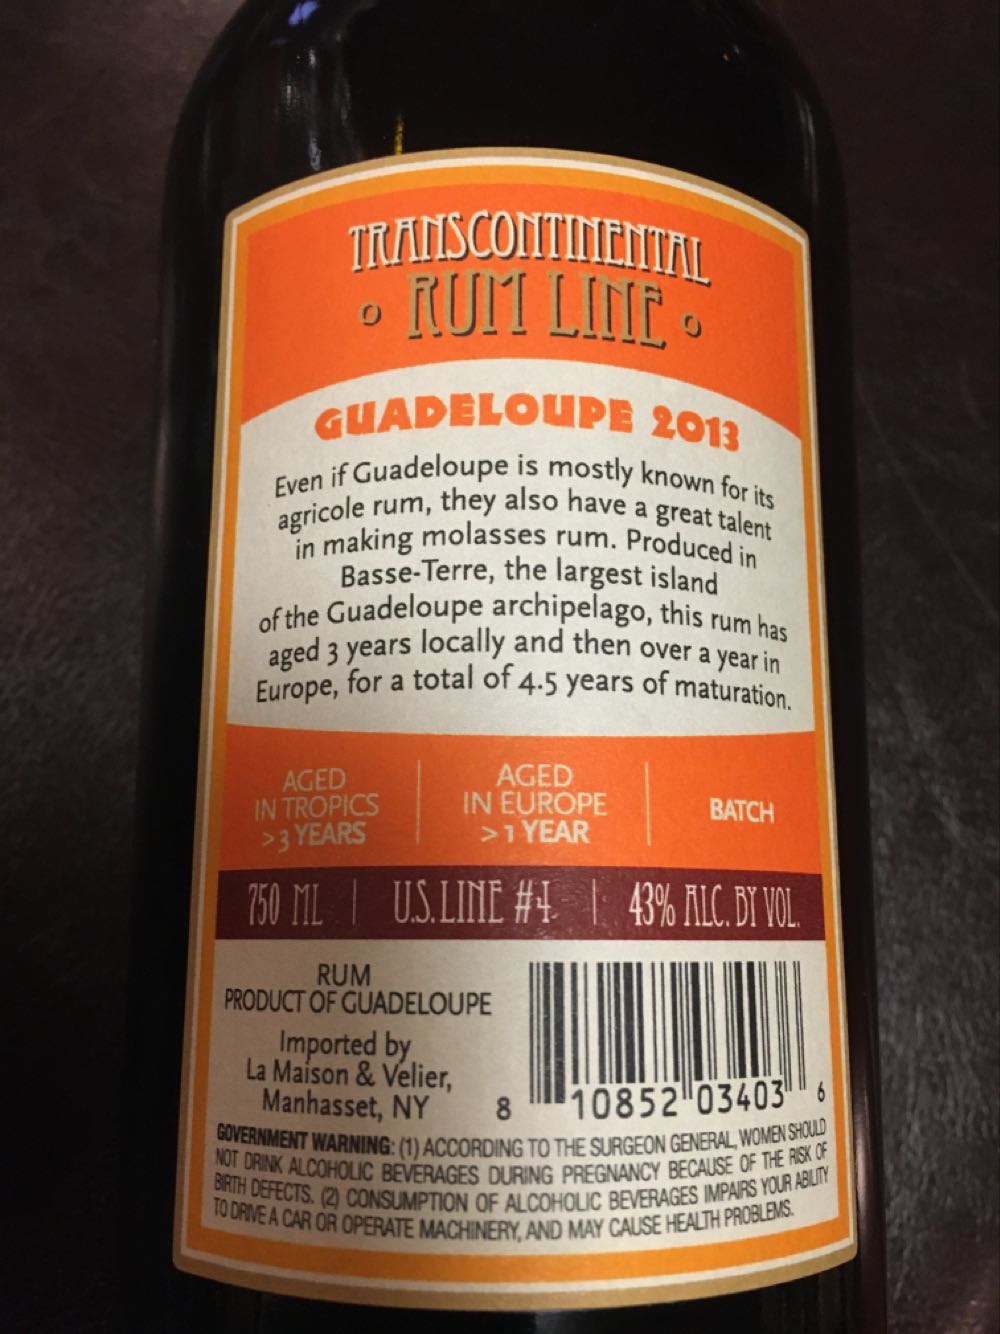 TRANSCONTINENTAL
RUM LINE
GUADELOUPE 2013
Even if Guadeloupe is mostly known for its
agricole rum, they also have a great talent
in making molasses rum. Produced in
Basse-Terre, the largest island
of the Guadeloupe archipelago, this rum has
aged 3 years locally and then over a year in
Europe, for a total of 4.5 years of maturation.
AGED
IN TROPICS
>3 YEARS
AGED
IN EUROPE
>1 YEAR
BATCH
750 ML | U.S. LINE #4 | 43% ALC. BY VOL.
RUM
PRODUCT OF GUADELOUPE
Imported by
La Maison & Velier,
Manhasset, NY
8 10852 03403 6
GOVERNMENT WARNING: (1) ACCORDING TO THE SURGEON GENERAL, WOMEN SHOULD
NOT DRINK ALCOHOLIC BEVERAGES DURING PREGNANCY BECAUSE OF THE RISK OF
BIRTH DEFECTS. (2) CONSUMPTION OF ALCOHOLIC BEVERAGES IMPAIRS YOUR ABILITY
TO DRIVE A CAR OR OPERATE MACHINERY, AND MAY CAUSE HEALTH PROBLEMS.